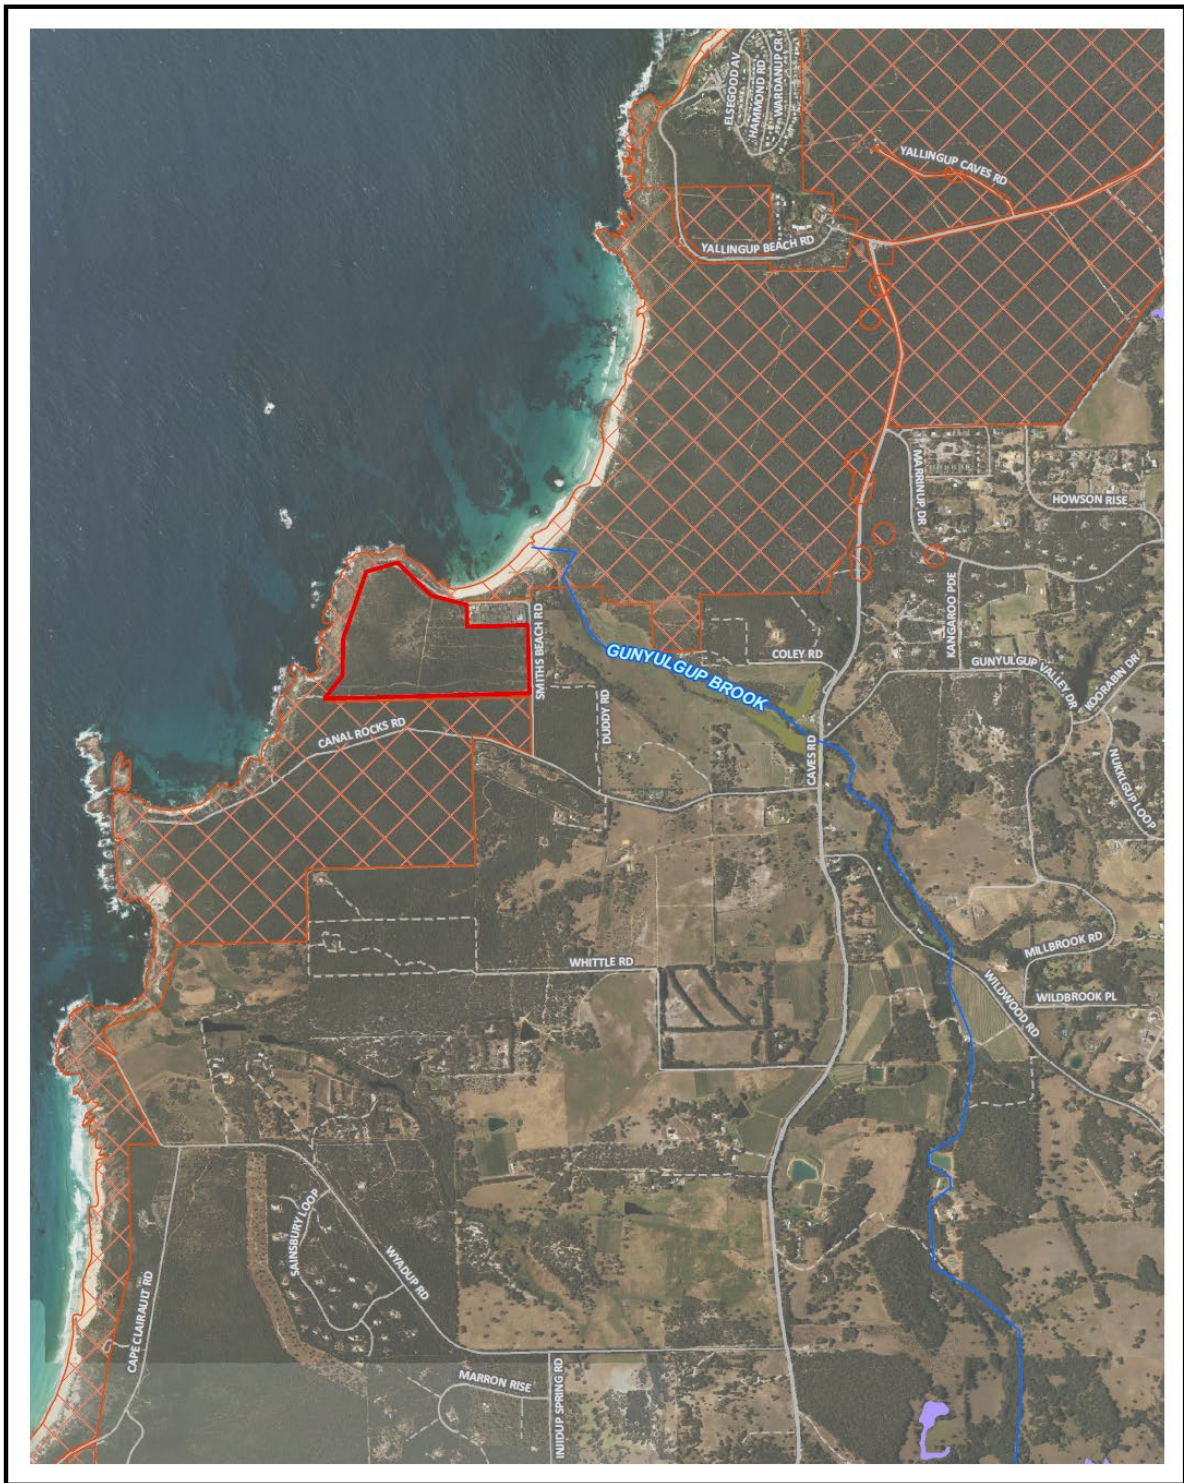 ELSEGOOD AV
HAMMOND RD
WARDANUP CR
YALLINGUP CAVES RD
YALLINGUP BEACH RD
MARRINUP DR
HOWSON RISE
KANGAROO PDE
SMITHS BEACH RD
GUNYULGUP BROOK
COLEY RD
GUNYULGUP VALLEY DR
KOORABIN DR
DUDDY RD
CANAL ROCKS RD
CAVES RD
NUKKLGUP LOOP
MILLBROOK RD
WHITTLE RD
WILDWOOD RD
WILDBROOK PL
SAINSBURY LOOP
WYADUP RD
CAPE CLAIRAULT RD
MARRON RISE
INJIDUP SPRING RD